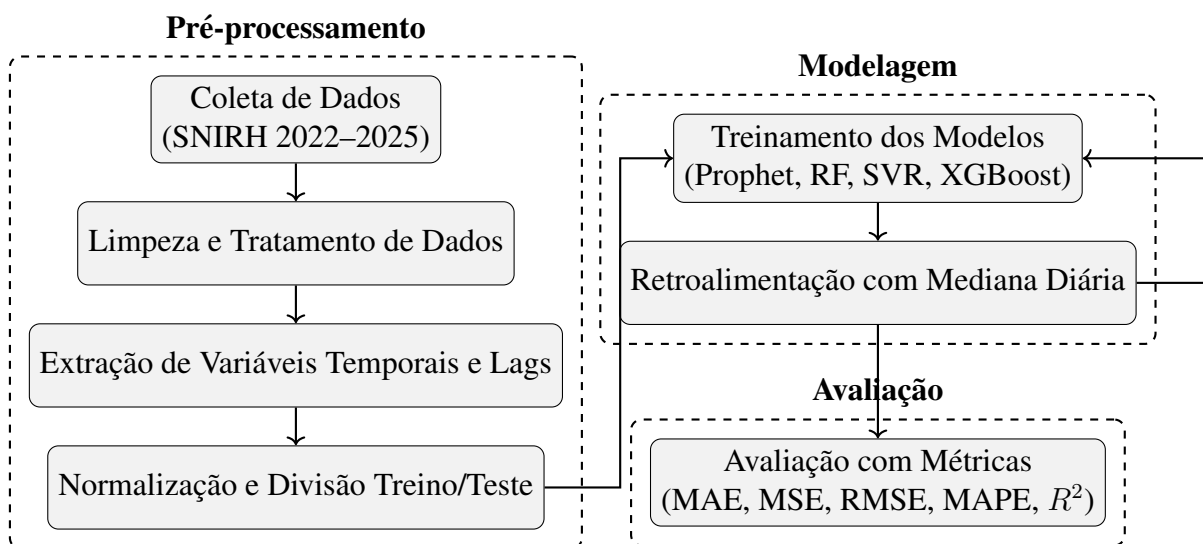 Pré-processamento
Coleta de Dados
(SNIRH 2022–2025)
Limpeza e Tratamento de Dados
Extração de Variáveis Temporais e Lags
Normalização e Divisão Treino/Teste
Modelagem
Treinamento dos Modelos
(Prophet, RF, SVR, XGBoost)
Retroalimentação com Mediana Diária
Avaliação
Avaliação com Métricas
(MAE, MSE, RMSE, MAPE, R²)